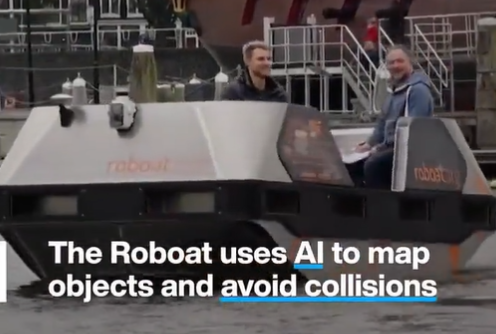 roboat
roboat
The Roboat uses AI to map
objects and avoid collisions